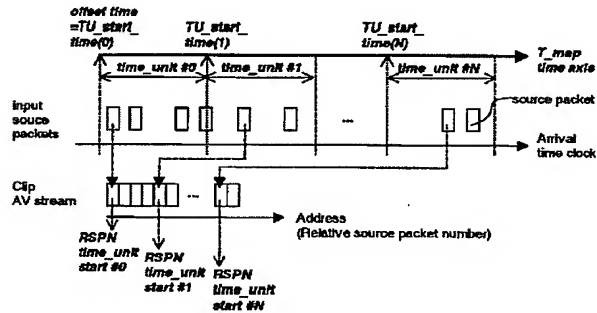 offset time
=TU_start_
time(0)
TU_start_
time(1)
TU_start_
time(N)
T_map
time axis
time_unit #0
time_unit #1
time_unit #N
Input
souce
packets
...
source packet
Arrival
time clock
Clip
AV stream
...
Address
(Relative source packet number)
RSPN
time_unit
start #0
RSPN
time_unit
start #1
RSPN
time_unit
start #N